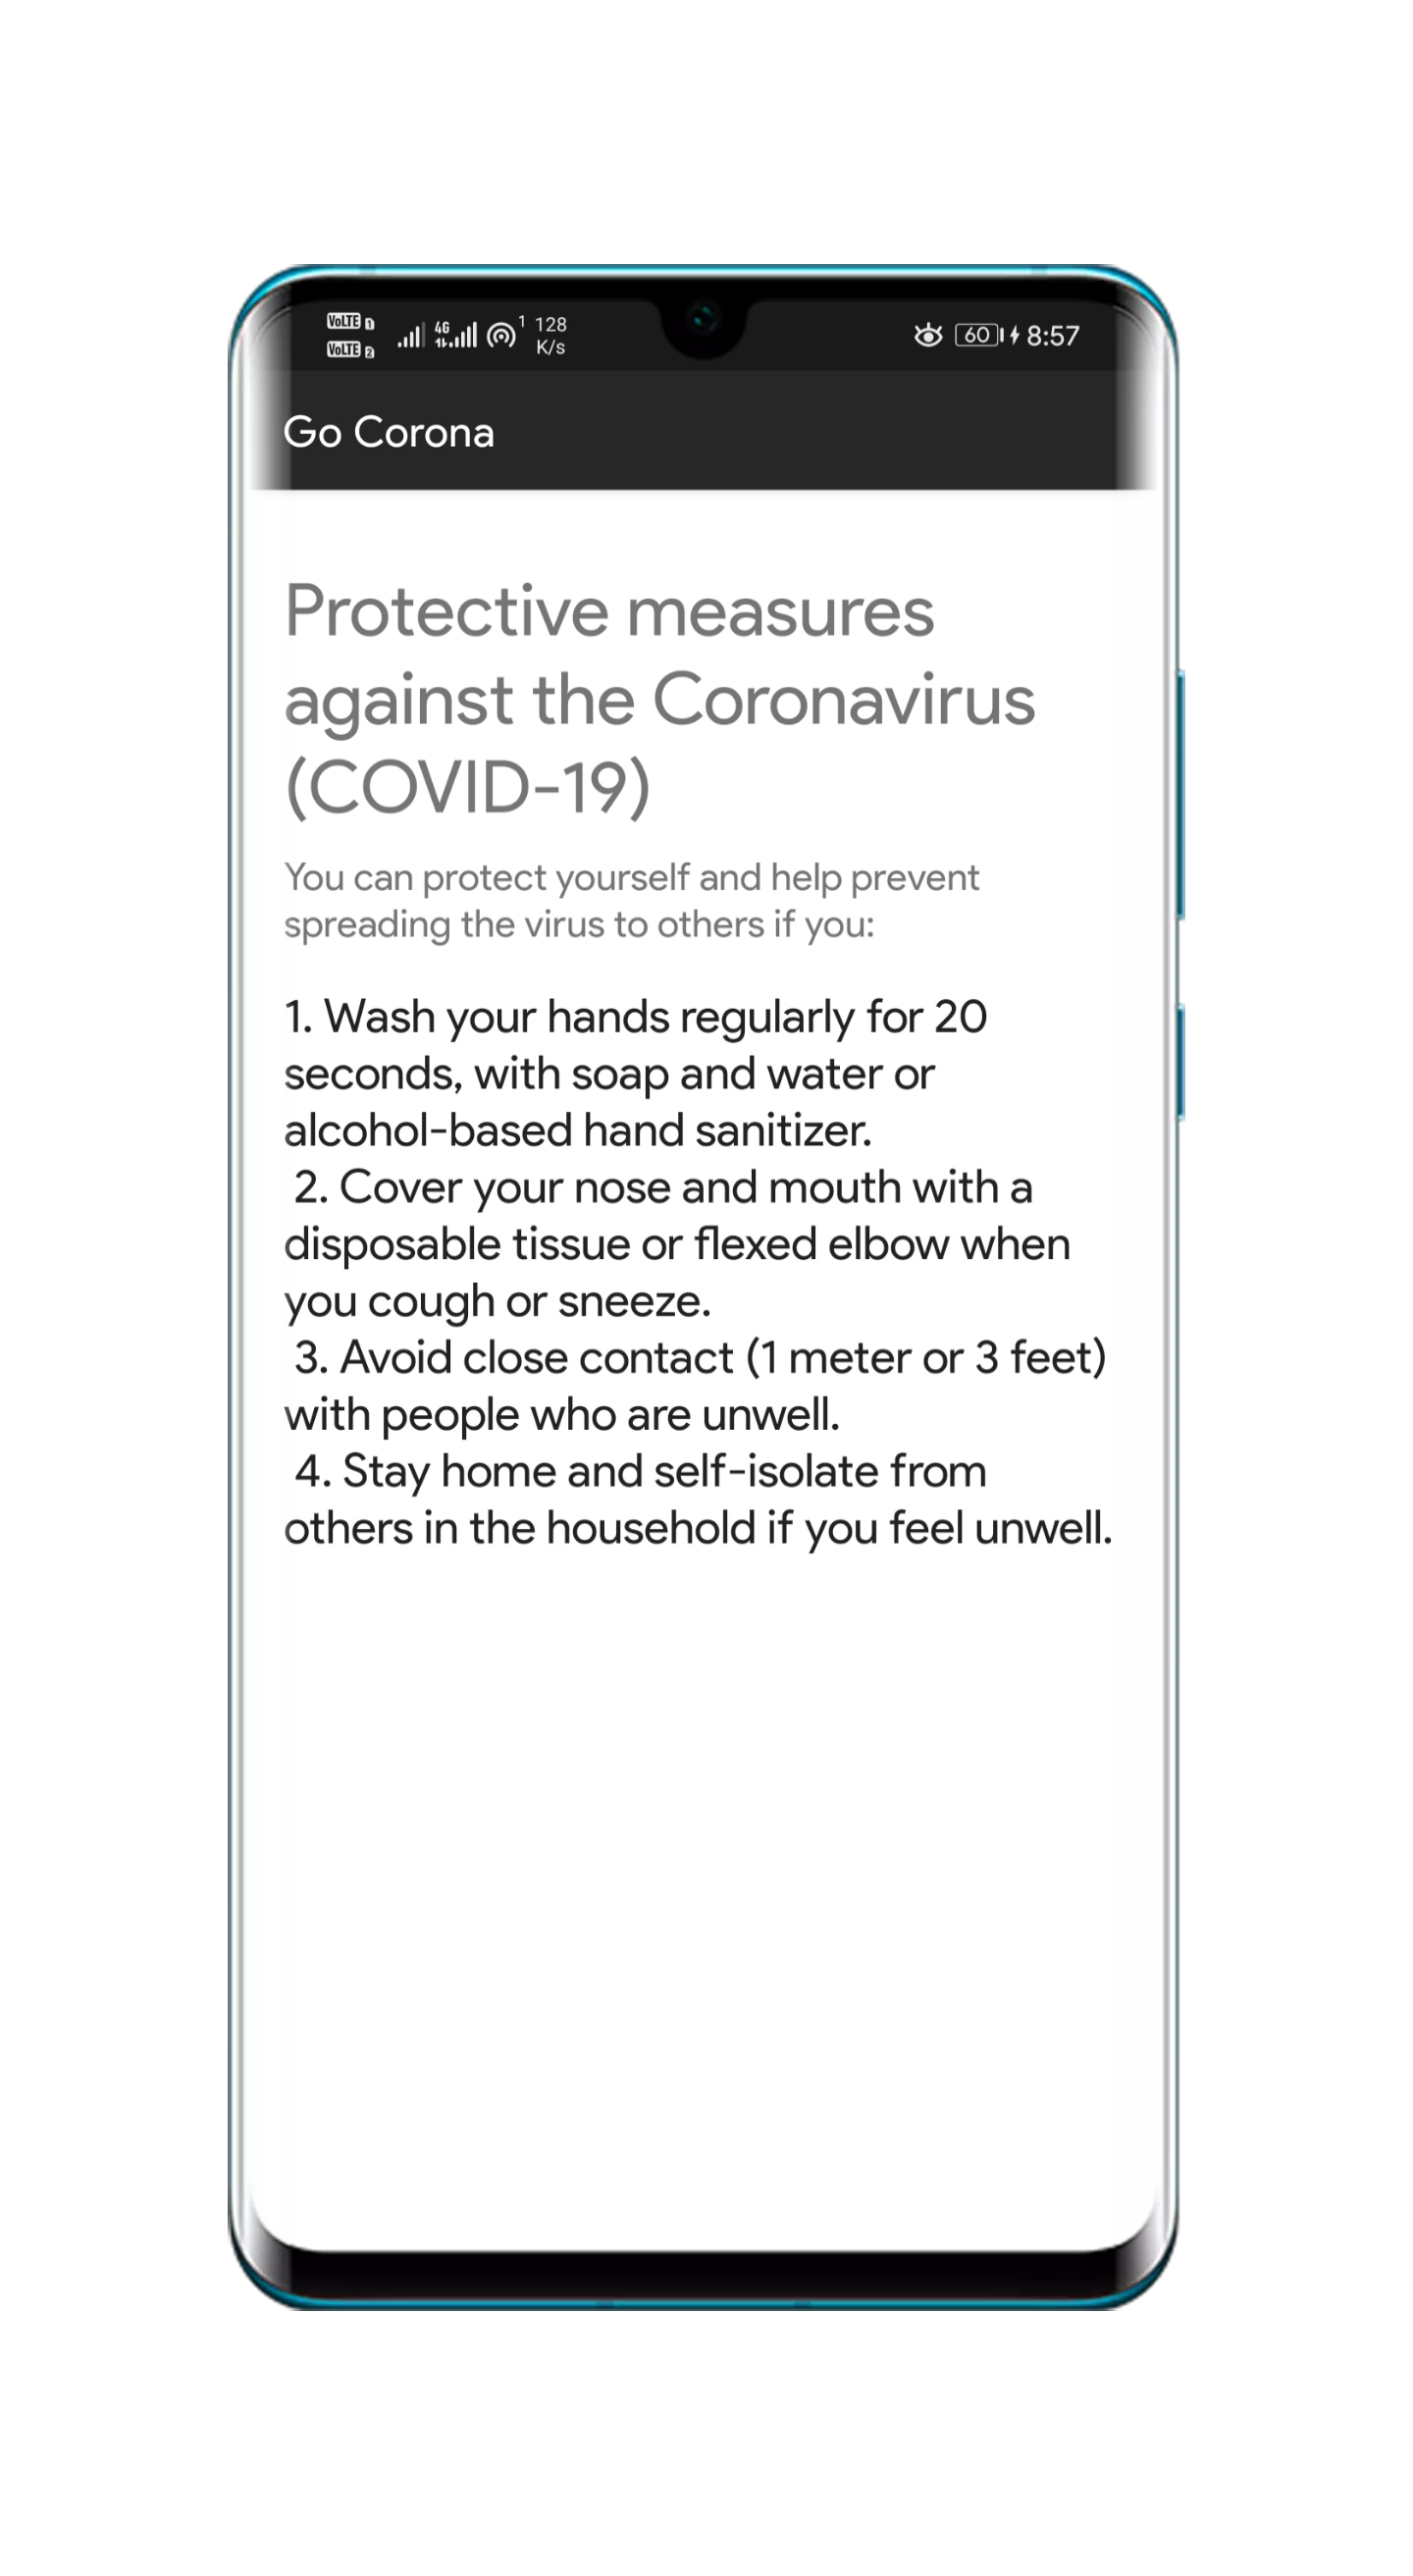 VoLTE 1
VoLTE 2
4G
1
128
K/s
60
8:57
Go Corona
Protective measures
against the Coronavirus
(COVID-19)
You can protect yourself and help prevent
spreading the virus to others if you:
1. Wash your hands regularly for 20
seconds, with soap and water or
alcohol-based hand sanitizer.
2. Cover your nose and mouth with a
disposable tissue or flexed elbow when
you cough or sneeze.
3. Avoid close contact (1 meter or 3 feet)
with people who are unwell.
4. Stay home and self-isolate from
others in the household if you feel unwell.